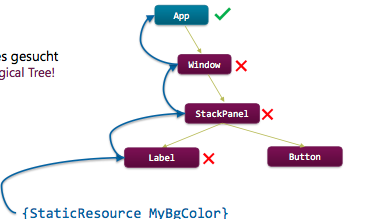 App
es gesucht
gical Tree!
Window
StackPanel
Label
Button
{StaticResource MyBgColor}